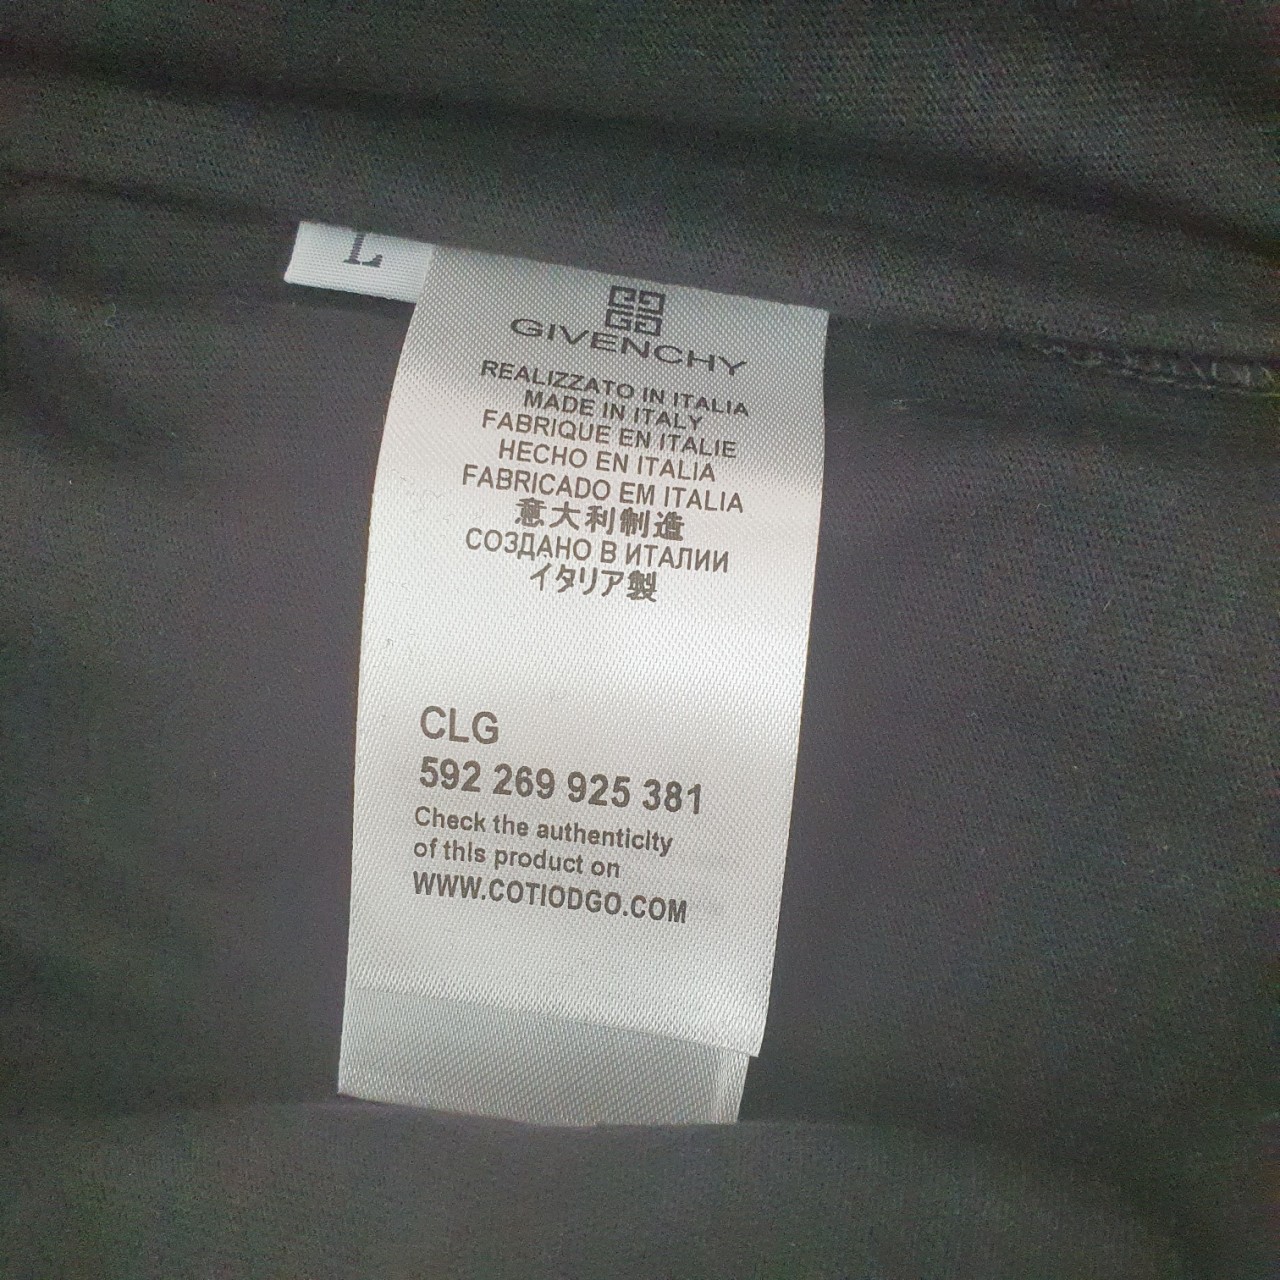 L
GIVENCHY
REALIZZATO IN ITALIA
MADE IN ITALY
FABRIQUE EN ITALIE
HECHO EN ITALIA
FABRICADO EM ITALIA
意大利制造
СОЗДАНО В ИТАЛИИ
イタリア製
CLG
592 269 925 381
Check the authenticity
of this product on
WWW.COTIODGO.COM